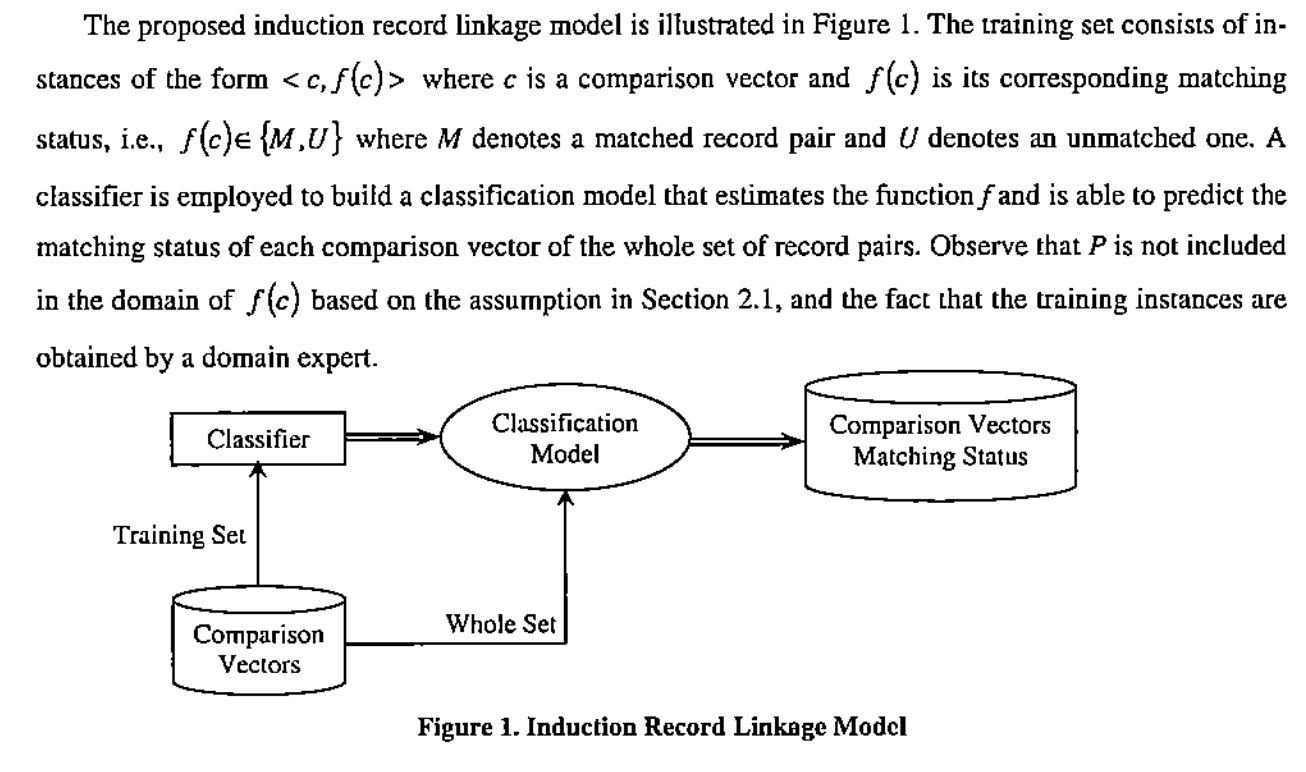 The proposed induction record linkage model is illustrated in Figure 1. The training set consists of in-
stances of the form < c, f(c) > where c is a comparison vector and f(c) is its corresponding matching
status, i.e., f(c)∈ {M,U} where M denotes a matched record pair and U denotes an unmatched one. A
classifier is employed to build a classification model that estimates the function f and is able to predict the
matching status of each comparison vector of the whole set of record pairs. Observe that P is not included
in the domain of f(c) based on the assumption in Section 2.1, and the fact that the training instances are
obtained by a domain expert.
Classifier
Classification
Model
Comparison Vectors
Matching Status
Training Set
Whole Set
Comparison
Vectors
Figure 1. Induction Record Linkage Model